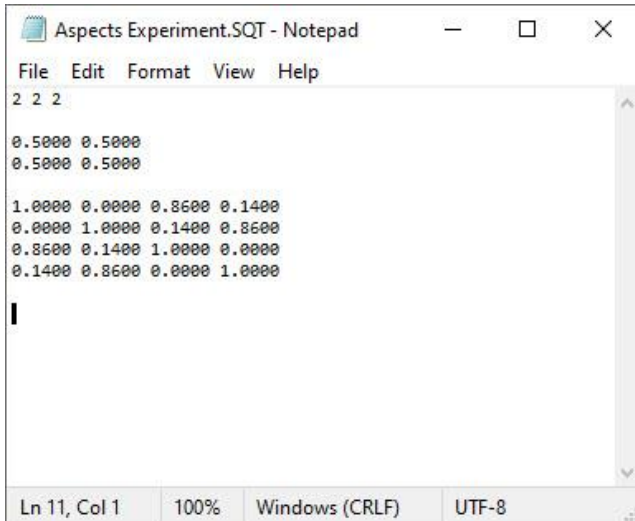 Aspects Experiment.SQT - Notepad
File Edit Format View Help
2 2 2
0.5000 0.5000
0.5000 0.5000
1.0000 0.0000 0.8600 0.1400
0.0000 1.0000 0.1400 0.8600
0.8600 0.1400 1.0000 0.0000
0.1400 0.8600 0.0000 1.0000
Ln 11, Col 1 100% Windows (CRLF) UTF-8